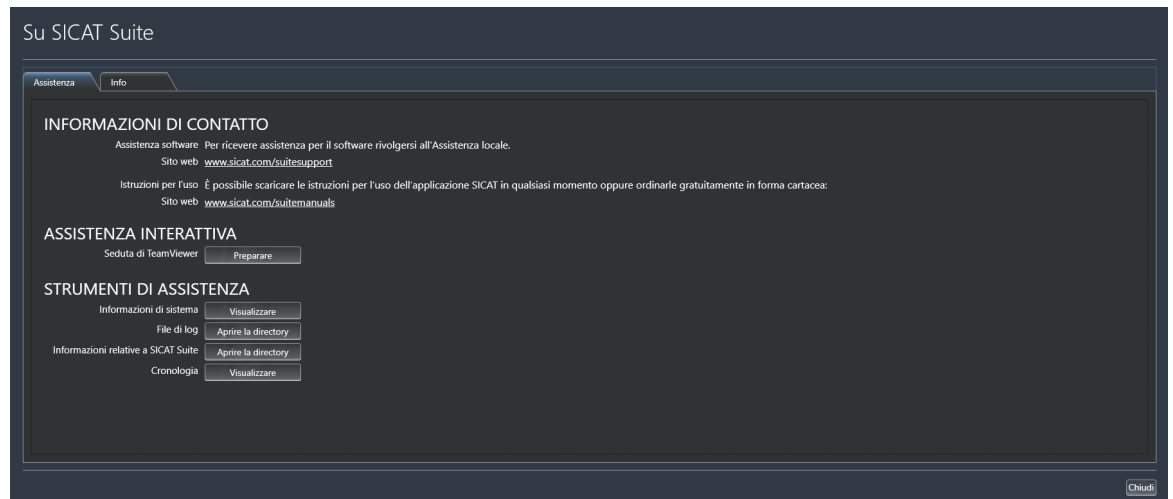 Su SICAT Suite
Assistenza Info
INFORMAZIONI DI CONTATTO
Assistenza software Per ricevere assistenza per il software rivolgersi all'Assistenza locale.
Sito web www.sicat.com/suitesupport
Istruzioni per l'uso È possibile scaricare le istruzioni per l'uso dell'applicazione SICAT in qualsiasi momento oppure ordinarle gratuitamente in forma cartacea:
Sito web www.sicat.com/suitemanuals
ASSISTENZA INTERATTIVA
Seduta di TeamViewer Preparare
STRUMENTI DI ASSISTENZA
Informazioni di sistema Visualizzare
File di log Aprire la directory
Informazioni relative a SICAT Suite Aprire la directory
Cronologia Visualizzare
Chiudi